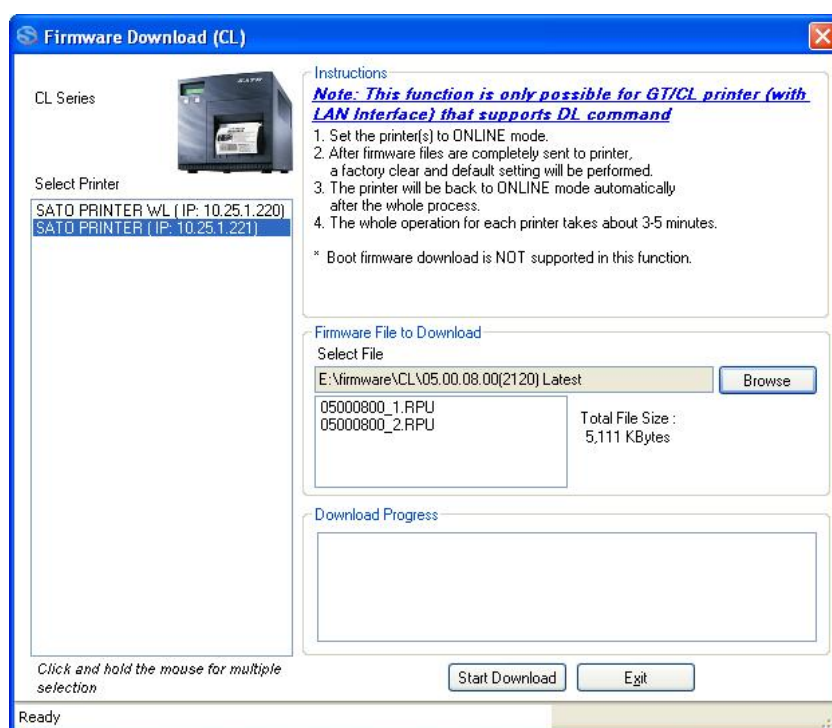 Firmware Download (CL)
CL Series
SATO
Select Printer
SATO PRINTER WL ( IP: 10.25.1.220)
SATO PRINTER ( IP: 10.25.1.221)
Click and hold the mouse for multiple
selection
Instructions
Note: This function is only possible for GT/CL printer (with
LAN Interface) that supports DL command
1. Set the printer(s) to ONLINE mode.
2. After firmware files are completely sent to printer,
a factory clear and default setting will be performed.
3. The printer will be back to ONLINE mode automatically
after the whole process.
4. The whole operation for each printer takes about 3-5 minutes.
* Boot firmware download is NOT supported in this function.
Firmware File to Download
Select File
E:\firmware\CL\05.00.08.00(2120) Latest
Browse
05000800_1.RPU
05000800_2.RPU
Total File Size :
5,111 KBytes
Download Progress
Start Download
Exit
Ready